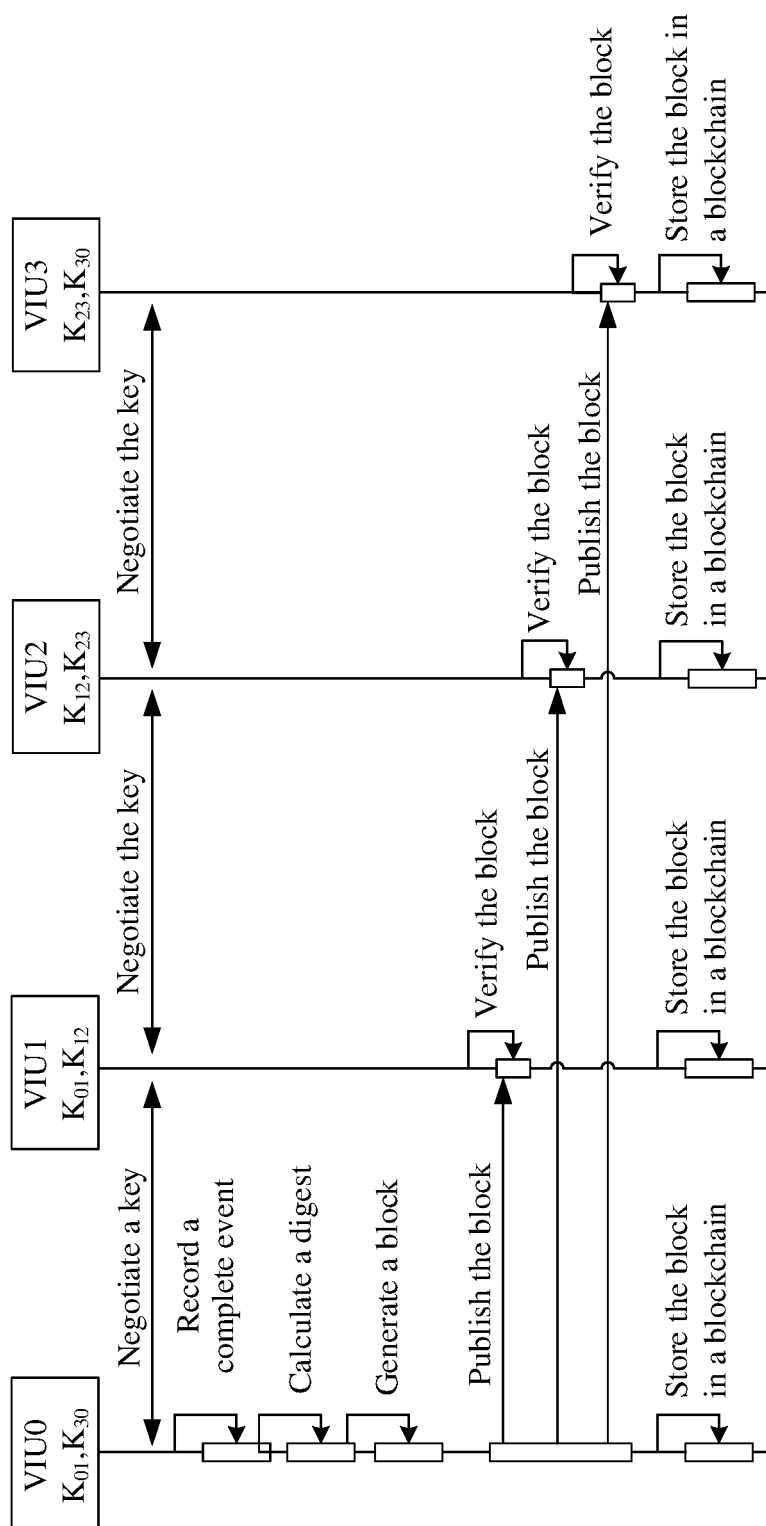 VIU0
K₀₁,K₃₀
VIU1
K₀₁,K₁₂
VIU2
K₁₂,K₂₃
VIU3
K₂₃,K₃₀
Negotiate a key
Negotiate the key
Negotiate the key
Record a
complete event
Calculate a digest
Generate a block
Publish the block
Verify the block
Publish the block
Verify the block
Publish the block
Verify the block
Store the block
in a blockchain
Store the block
in a blockchain
Store the block
in a blockchain
Store the block in
a blockchain